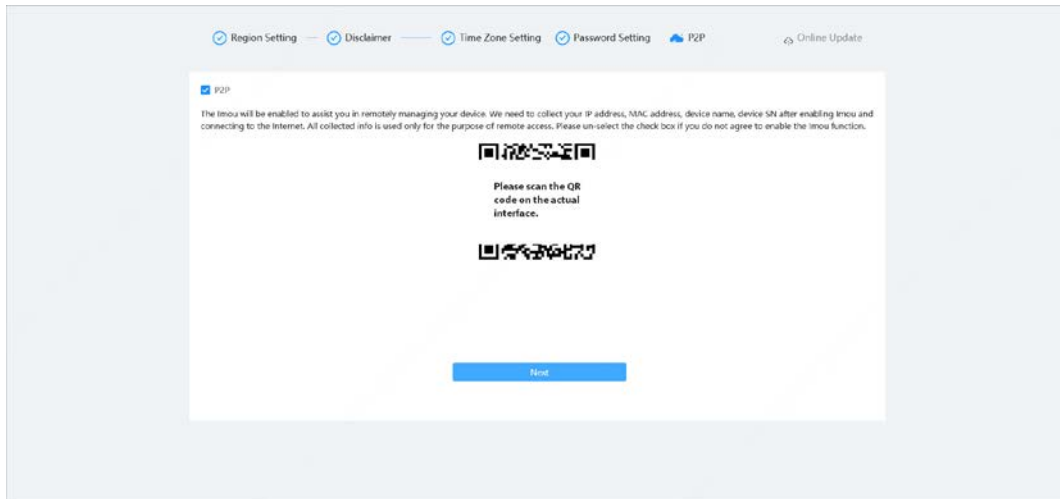 Region Setting Disclaimer Time Zone Setting Password Setting P2P Online Update
P2P
The Imou will be enabled to assist you in remotely managing your device. We need to collect your IP address, MAC address, device name, device SN after enabling Imou and
connecting to the Internet. All collected info is used only for the purpose of remote access. Please un-select the check box if you do not agree to enable the Imou function.
Please scan the QR
code on the actual
interface.
Next